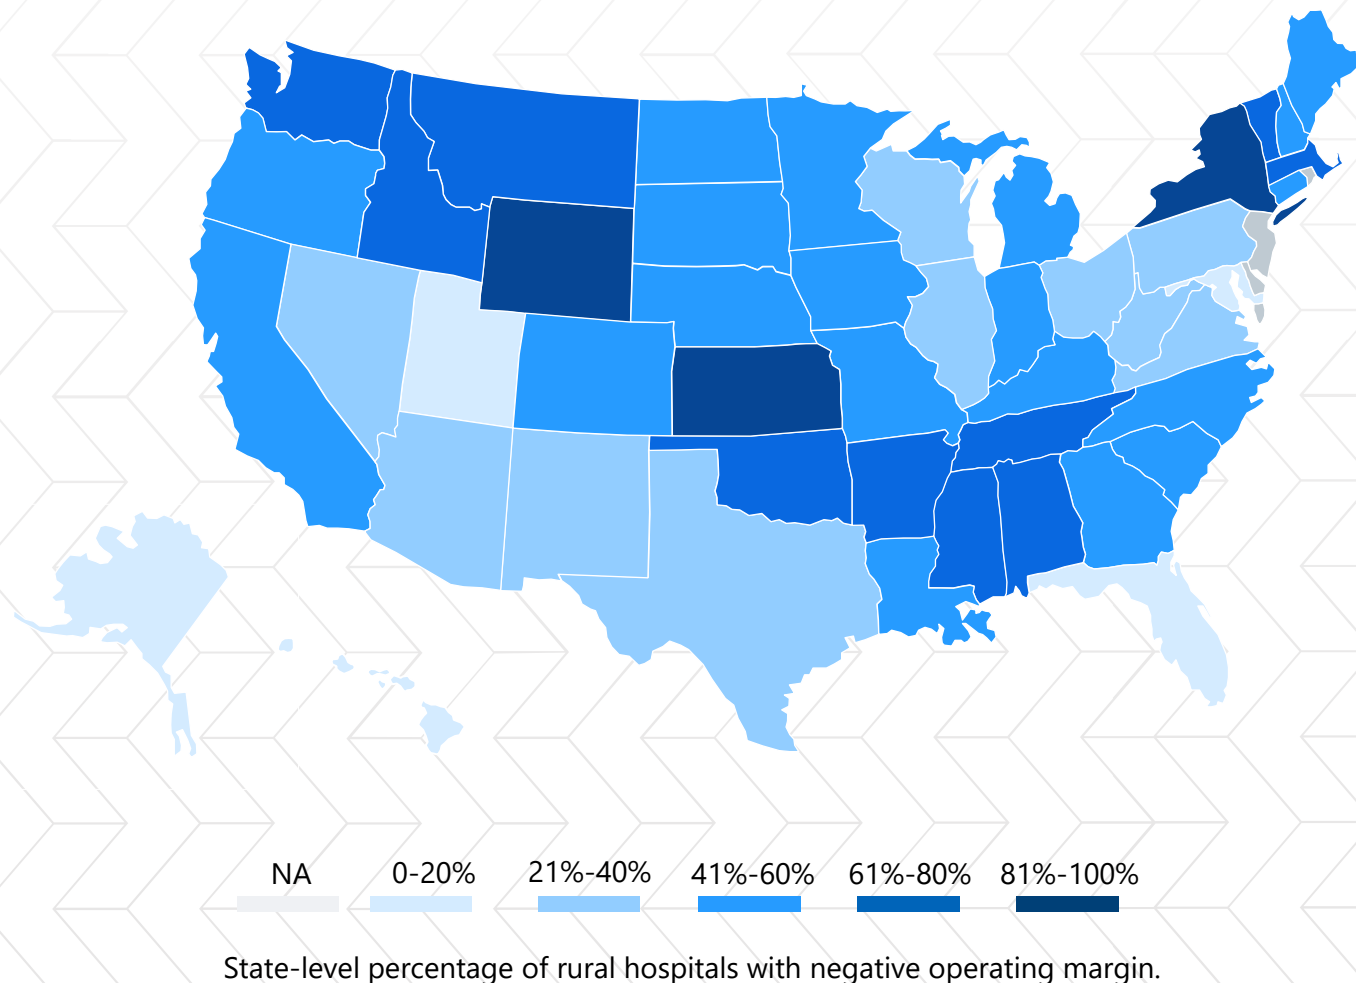 NA 0-20% 21%-40% 41%-60% 61%-80% 81%-100%
State-level percentage of rural hospitals with negative operating margin.